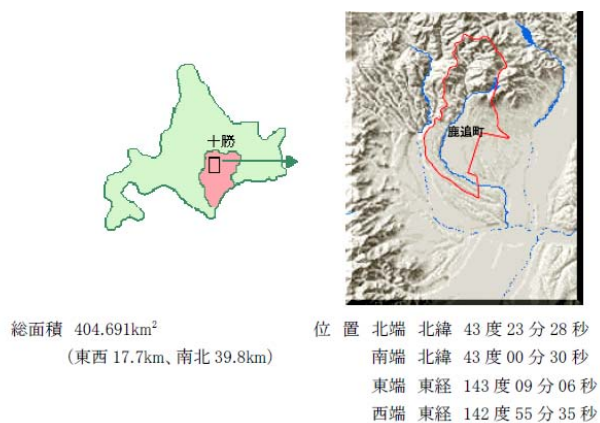 十勝
鹿追町
総面積 404.691km²
（東西 17.7km、南北 39.8km）
位 置 北端 北緯 43 度 23 分 28 秒
南端 北緯 43 度 00 分 30 秒
東端 東経 143 度 09 分 06 秒
西端 東経 142 度 55 分 35 秒